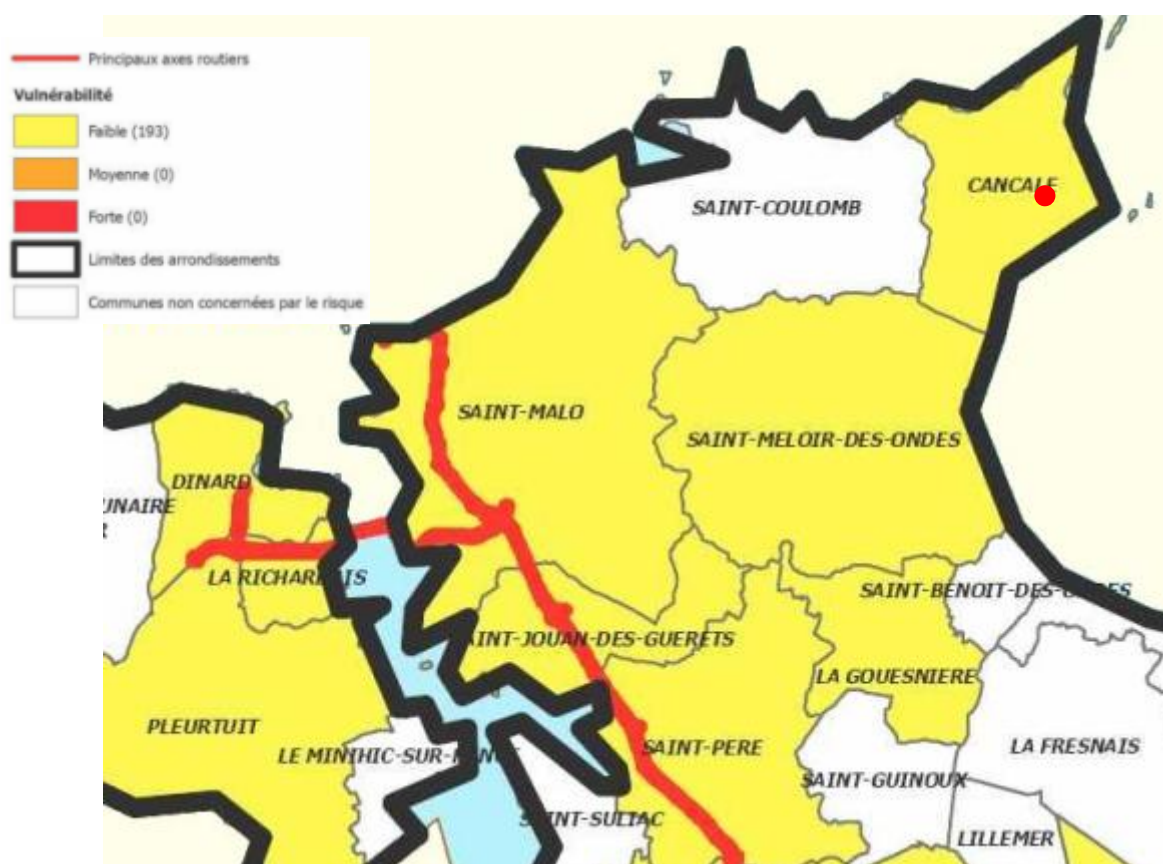 Principaux axes routiers
Vulnérabilité
Faible (193)
Moyenne (0)
Forte (0)
Limites des arrondissements
Communes non concernées par le risque
CANCALE
SAINT-COULOMB
SAINT-MALO
SAINT-MELOIR-DES-ONDES
DINARD
UNAIRE
LA RICHARDAIS
SAINT-BENOIT-DES-ONDES
SAINT-JOUAN-DES-GUERETS
LA GOUESNIERE
PLEURTUIT
SAINT-PERE
LA FRESNAIS
LE MINIHIC-SUR-RANCE
SAINT-GUINOUX
SAINT-SULIAC
LILLEMER